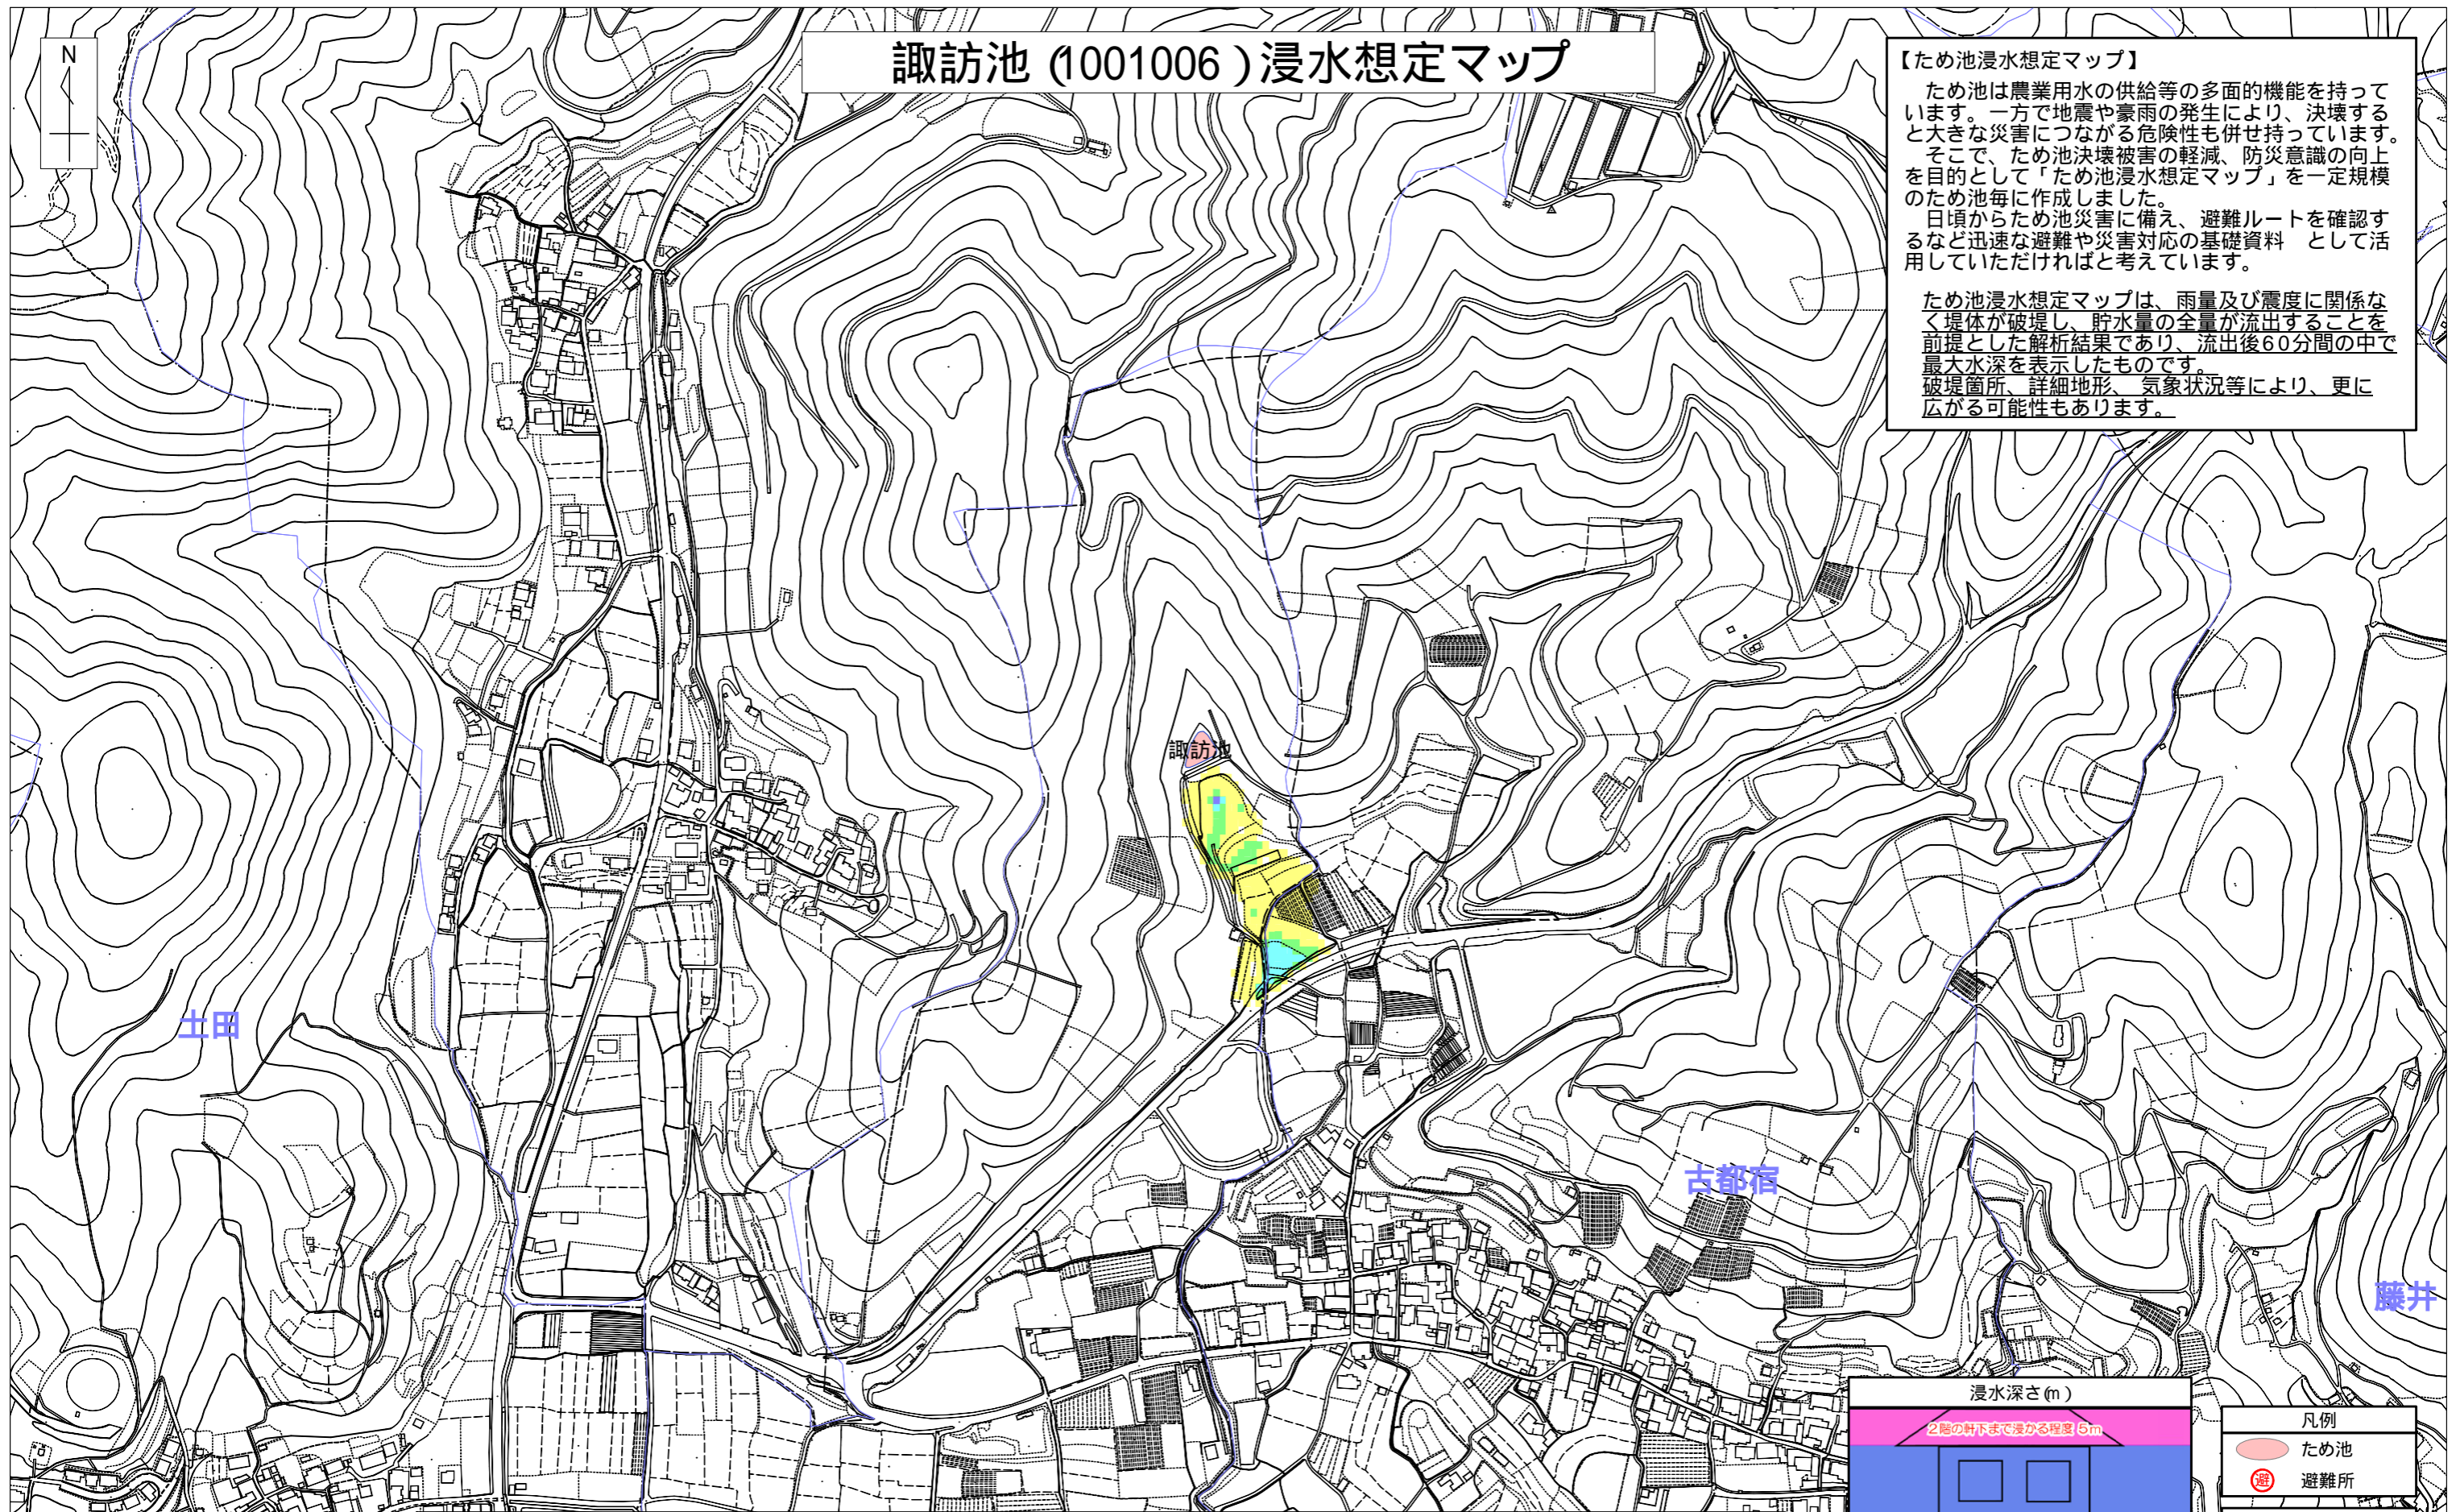 N
諏訪池 (1001006 ) 浸水想定マップ
【ため池浸水想定マップ】
ため池は農業用水の供給等の多面的機能を持って
います。一方で地震や豪雨の発生により、決壊する
と大きな災害につながる危険性も併せ持っています。
そこで、ため池決壊被害の軽減、防災意識の向上
を目的として「ため池浸水想定マップ」を一定規模
のため池毎に作成しました。
日頃からため池災害に備え、避難ルートを確認す
るなど迅速な避難や災害対応の基礎資料　として活
用していただければと考えています。
ため池浸水想定マップは、雨量及び震度に関係な
く堤体が破堤し、貯水量の全量が流出することを
前提とした解析結果であり、流出後60分間の中で
最大水深を表示したものです。
破堤箇所、詳細地形、気象状況等により、更に
広がる可能性もあります。
諏訪池
土田
古都宿
藤井
浸水深さ(m)
2階の軒下まで浸かる程度 5m
凡例
ため池
避 避難所